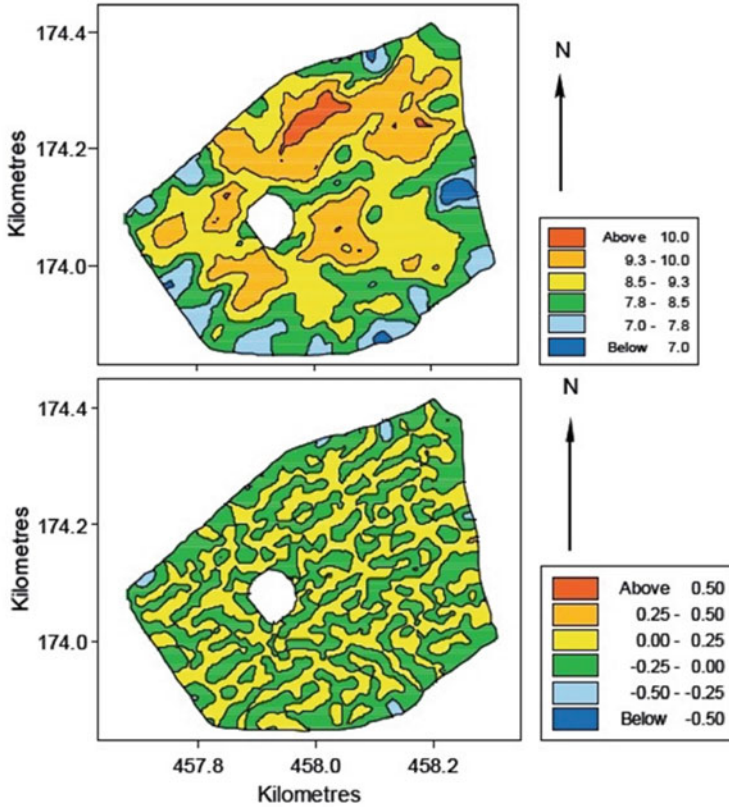 174.4
174.2
174.0
Kilometres
N
Above 10.0
9.3 - 10.0
8.5 - 9.3
7.8 - 8.5
7.0 - 7.8
Below 7.0
174.4
174.2
174.0
Kilometres
457.8 458.0 458.2
Kilometres
N
Above 0.50
0.25 - 0.50
0.00 - 0.25
-0.25 - 0.00
-0.50 - -0.25
Below -0.50